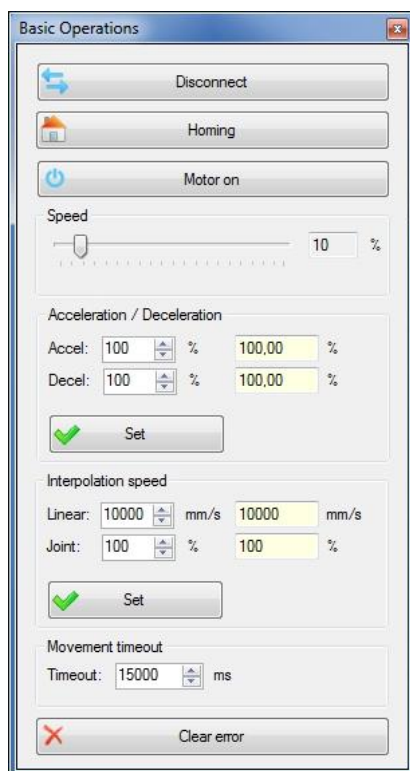 Basic Operations
Disconnect
Homing
Motor on
Speed
10 %
Acceleration / Deceleration
Accel: 100 % 100,00 %
Decel: 100 % 100,00 %
Set
Interpolation speed
Linear: 10000 mm/s 10000 mm/s
Joint: 100 % 100 %
Set
Movement timeout
Timeout: 15000 ms
Clear error